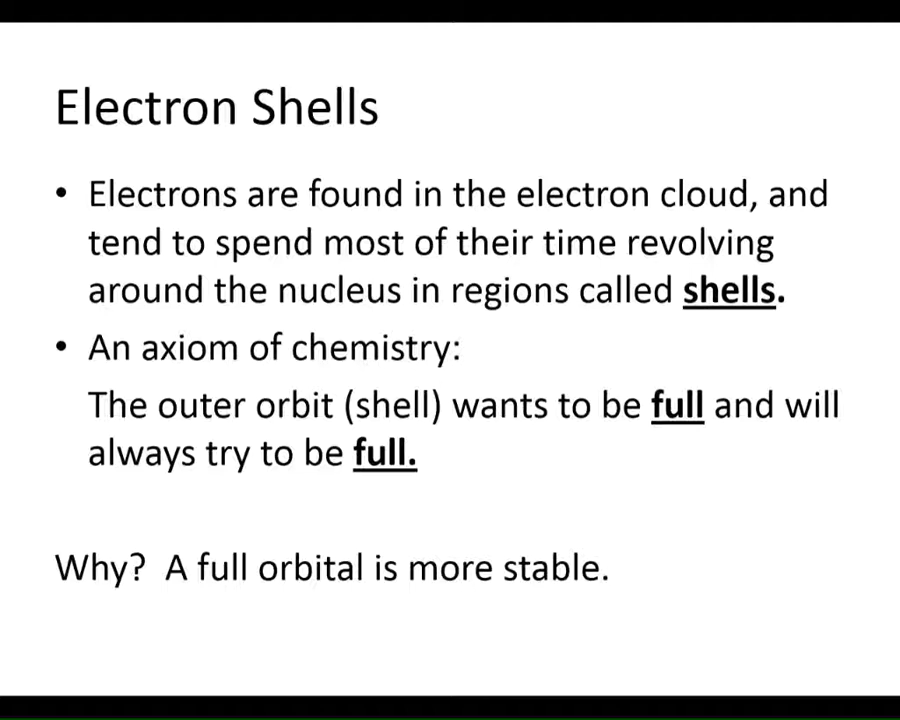 Electron Shells
• Electrons are found in the electron cloud, and
tend to spend most of their time revolving
around the nucleus in regions called shells.
• An axiom of chemistry:
The outer orbit (shell) wants to be full and will
always try to be full.
Why? A full orbital is more stable.